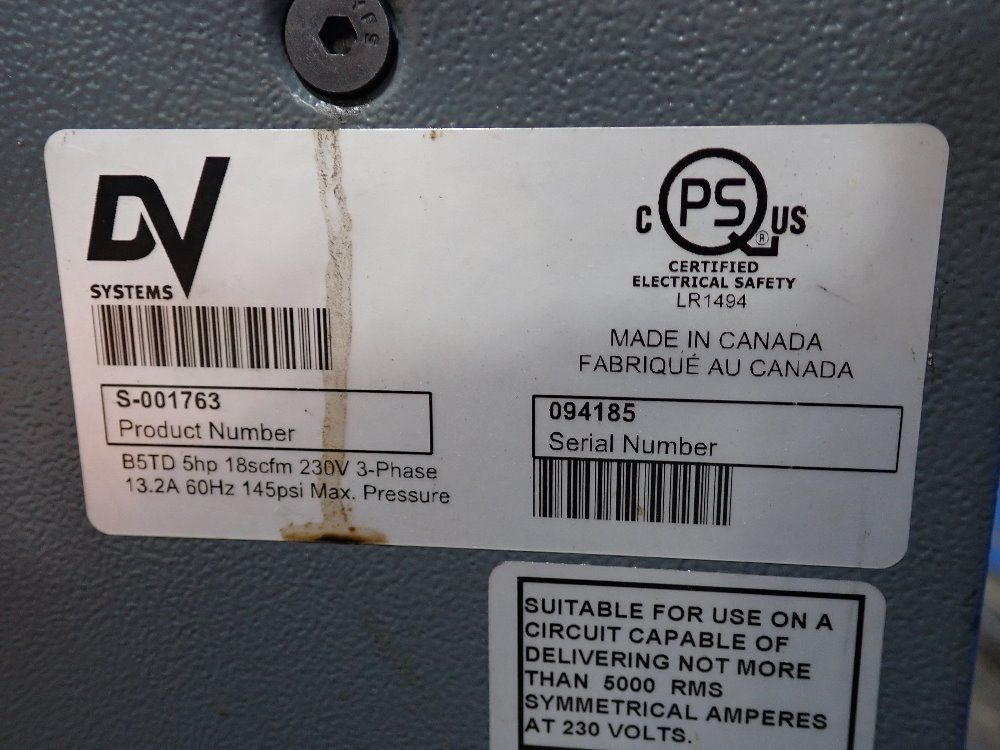 DV
SYSTEMS
S-001763
Product Number
B5TD 5hp 18scfm 230V 3-Phase
13.2A 60Hz 145psi Max. Pressure
C PS US
®
CERTIFIED
ELECTRICAL SAFETY
LR1494
MADE IN CANADA
FABRIQUÉ AU CANADA
094185
Serial Number
SUITABLE FOR USE ON A
CIRCUIT CAPABLE OF
DELIVERING NOT MORE
THAN 5000 RMS
SYMMETRICAL AMPERES
AT 230 VOLTS.